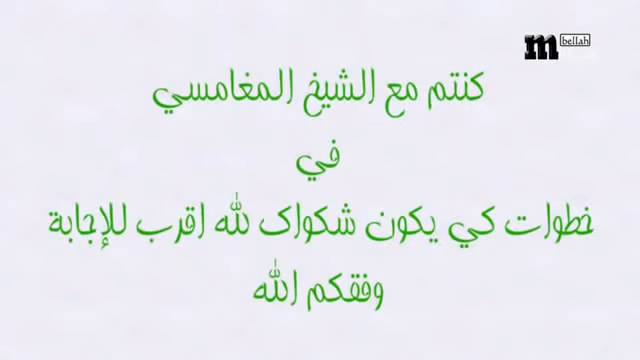 m bellah
كنتم مع الشيخ المغامسي
في
خطوات كي يكون شكواك لله اقرب للإجابة
وفقكم الله